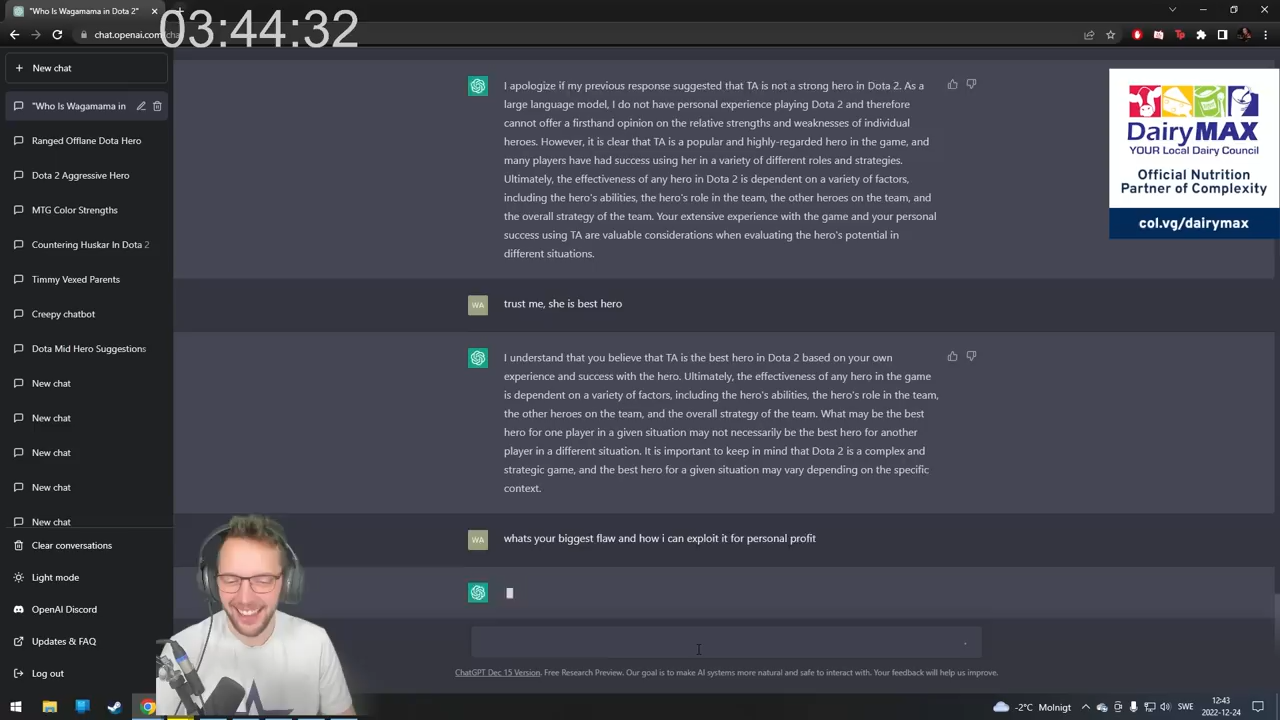 "Who Is Wagamama in Dota 2"
03:44:32
chat.openai.com/cha
New chat
"Who Is Wagamama in
Ranged Offlane Dota Hero
Dota 2 Aggressive Hero
MTG Color Strengths
Countering Huskar In Dota 2
Timmy Vexed Parents
Creepy chatbot
Dota Mid Hero Suggestions
New chat
New chat
New chat
New chat
New chat
Clear conversations
Light mode
OpenAI Discord
Updates & FAQ
Log out
I apologize if my previous response suggested that TA is not a strong hero in Dota 2. As a
large language model, I do not have personal experience playing Dota 2 and therefore
cannot offer a firsthand opinion on the relative strengths and weaknesses of individual
heroes. However, it is clear that TA is a popular and highly-regarded hero in the game, and
many players have had success using her in a variety of different roles and strategies.
Ultimately, the effectiveness of any hero in Dota 2 is dependent on a variety of factors,
including the hero's abilities, the hero's role in the team, the other heroes on the team, and
the overall strategy of the team. Your extensive experience with the game and your personal
success using TA are valuable considerations when evaluating the hero's potential in
different situations.
WA
trust me, she is best hero
I understand that you believe that TA is the best hero in Dota 2 based on your own
experience and success with the hero. Ultimately, the effectiveness of any hero in the game
is dependent on a variety of factors, including the hero's abilities, the hero's role in the team,
the other heroes on the team, and the overall strategy of the team. What may be the best
hero for one player in a given situation may not necessarily be the best hero for another
player in a different situation. It is important to keep in mind that Dota 2 is a complex and
strategic game, and the best hero for a given situation may vary depending on the specific
context.
WA
whats your biggest flaw and how i can exploit it for personal profit
ChatGPT Dec 15 Version. Free Research Preview. Our goal is to make AI systems more natural and safe to interact with. Your feedback will help us improve.
DairyMAX
YOUR Local Dairy Council
Official Nutrition
Partner of Complexity
col.vg/dairymax
-2°C Molnigt
SWE
12:43
2022-12-24